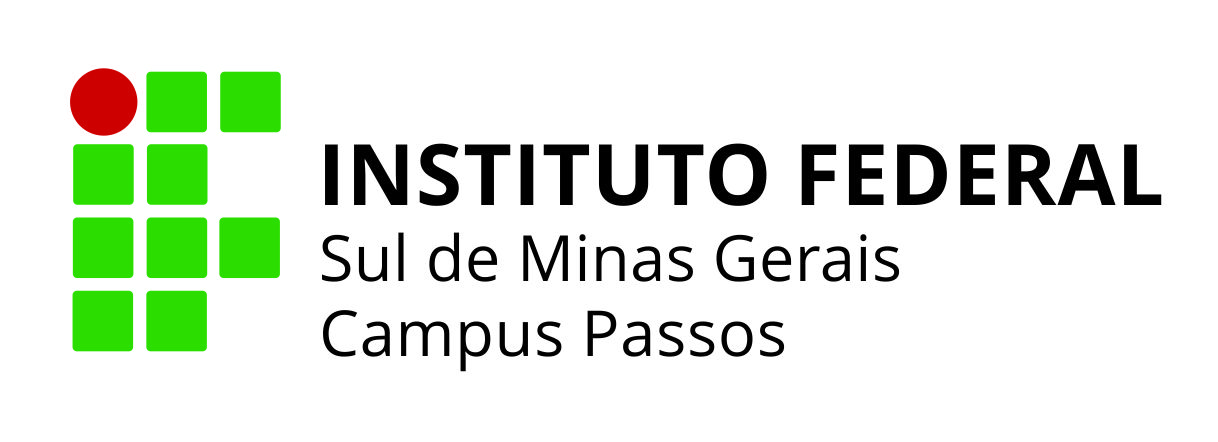 INSTITUTO FEDERAL
Sul de Minas Gerais
Campus Passos